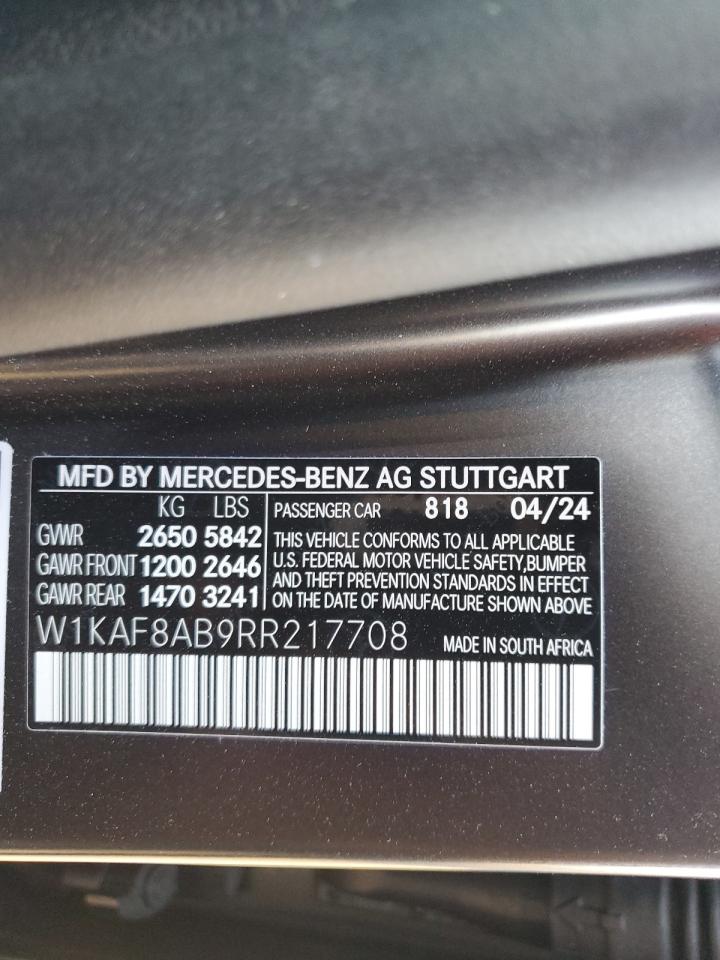 MFD BY MERCEDES-BENZ AG STUTTGART
KG LBS
GVWR 2650 5842
GAWR FRONT 1200 2646
GAWR REAR 1470 3241
PASSENGER CAR 818 04/24
THIS VEHICLE CONFORMS TO ALL APPLICABLE
U.S. FEDERAL MOTOR VEHICLE SAFETY,BUMPER
AND THEFT PREVENTION STANDARDS IN EFFECT
ON THE DATE OF MANUFACTURE SHOWN ABOVE
W1KAF8AB9RR217708 MADE IN SOUTH AFRICA